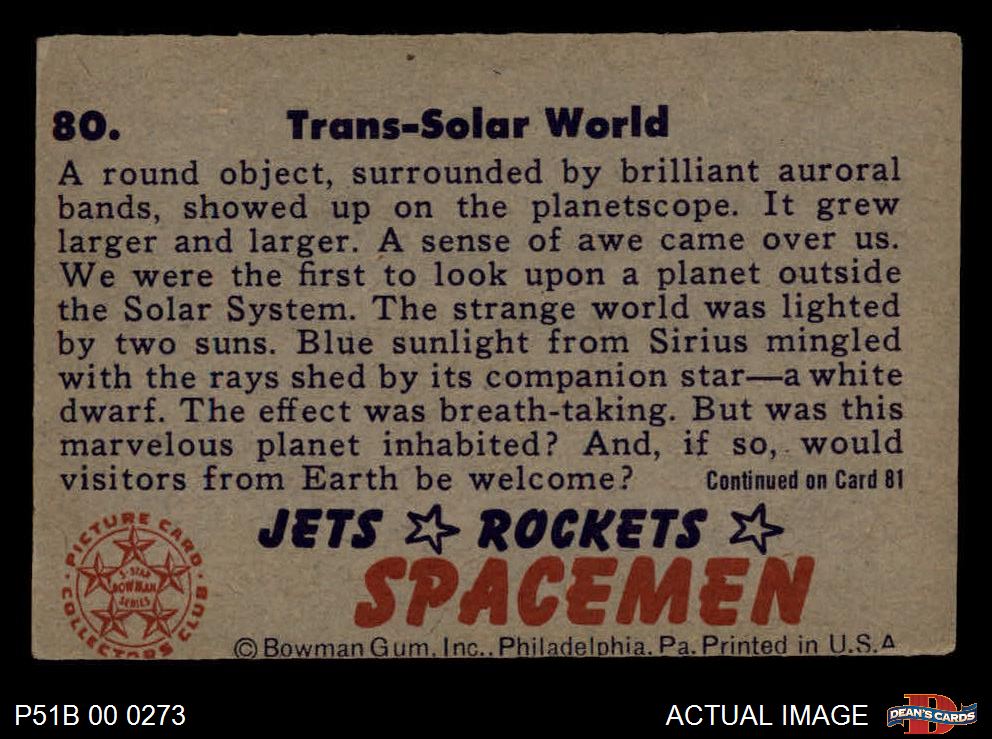 80. Trans-Solar World
A round object, surrounded by brilliant auroral
bands, showed up on the planetscope. It grew
larger and larger. A sense of awe came over us.
We were the first to look upon a planet outside
the Solar System. The strange world was lighted
by two suns. Blue sunlight from Sirius mingled
with the rays shed by its companion star—a white
dwarf. The effect was breath-taking. But was this
marvelous planet inhabited? And, if so, would
visitors from Earth be welcome? Continued on Card 81
JETS ☆ ROCKETS ☆
SPACEMEN
PICTURE CARD
COLLECTORS CLUB
5-STAR
BOWMAN
SERIES
© Bowman Gum, Inc., Philadelphia, Pa. Printed in U.S.A
P51B 00 0273 ACTUAL IMAGE
D
DEAN'S CARDS